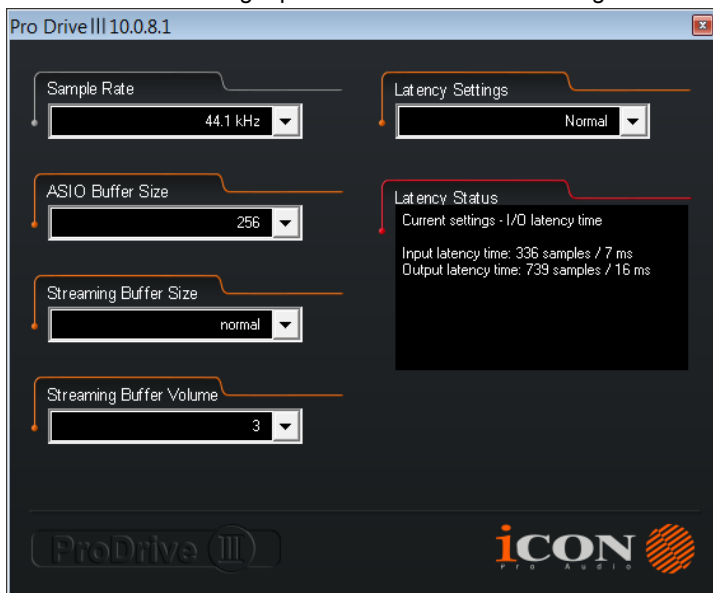 Pro Drive III 10.0.8.1
Sample Rate
44.1 kHz
ASIO Buffer Size
256
Streaming Buffer Size
normal
Streaming Buffer Volume
3
Latency Settings
Normal
Latency Status
Current settings - I/O latency time
Input latency time: 336 samples / 7 ms
Output latency time: 739 samples / 16 ms
ProDrive III
iCON
Pro Audio